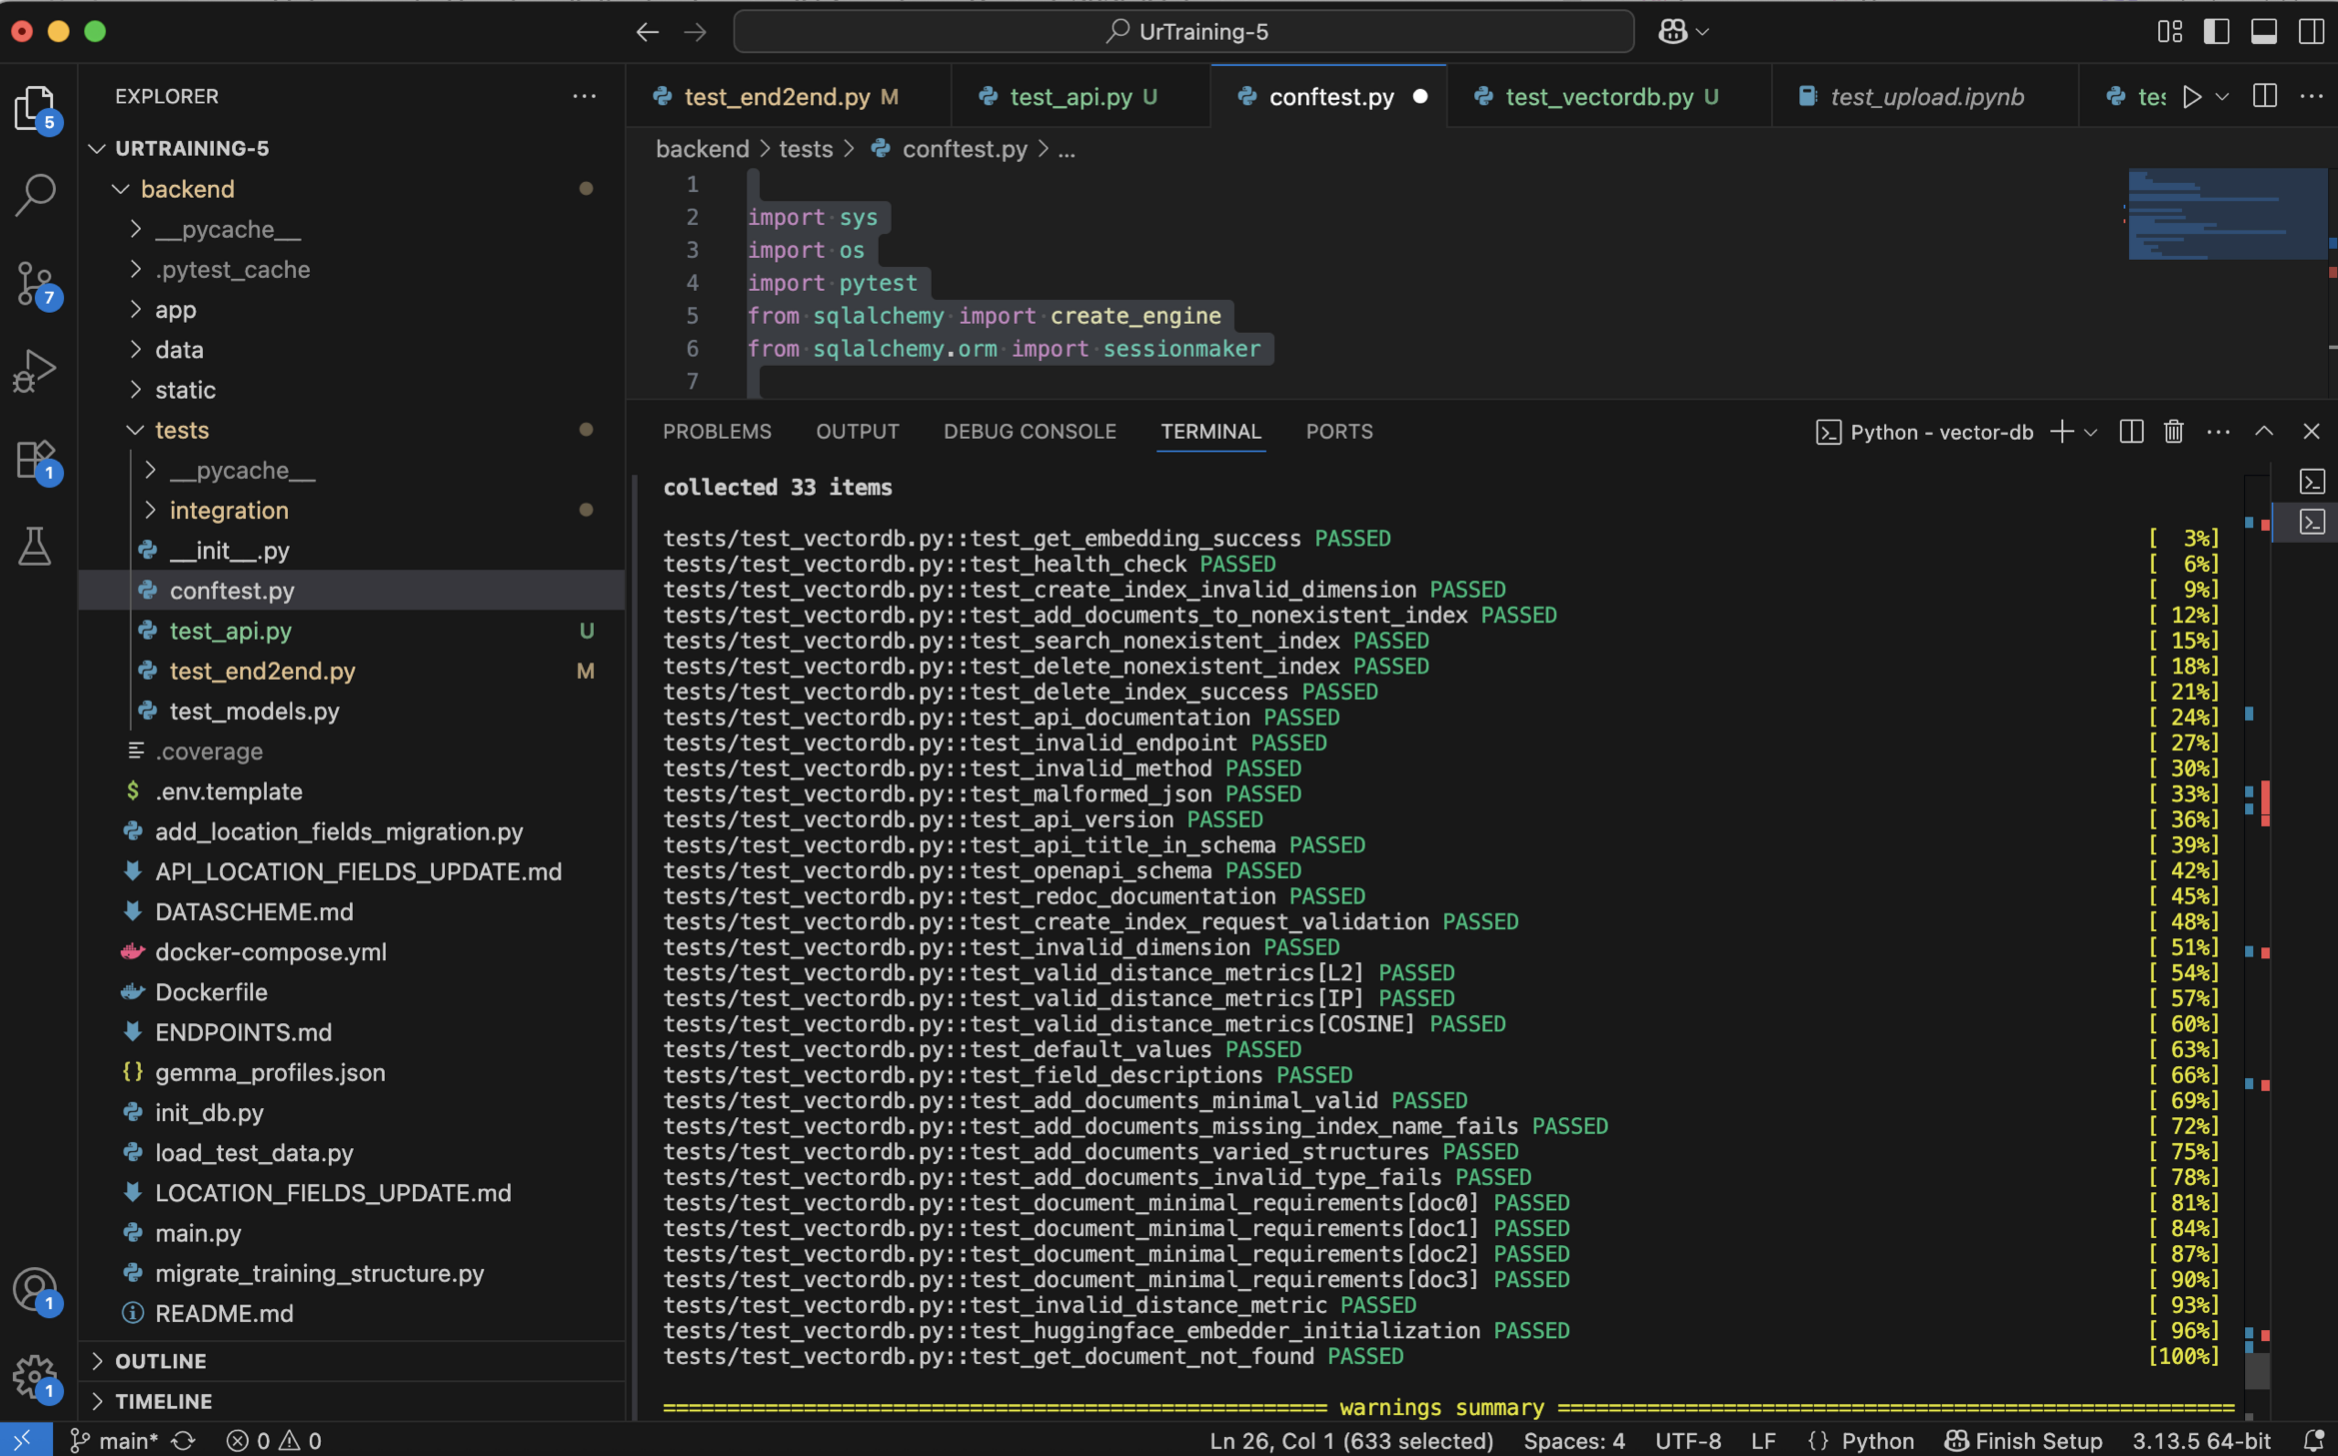 UrTraining-5
EXPLORER
URTRAINING-5
backend
__pycache__
.pytest_cache
app
data
static
tests
__pycache__
integration
__init__.py
conftest.py
test_api.py U
test_end2end.py M
test_models.py
.coverage
$ .env.template
add_location_fields_migration.py
API_LOCATION_FIELDS_UPDATE.md
DATASCHEME.md
docker-compose.yml
Dockerfile
ENDPOINTS.md
{} gemma_profiles.json
init_db.py
load_test_data.py
LOCATION_FIELDS_UPDATE.md
main.py
migrate_training_structure.py
README.md
OUTLINE
TIMELINE
5
7
1
1
1
test_end2end.py M test_api.py U conftest.py test_vectordb.py U test_upload.ipynb tes
backend > tests > conftest.py > ...
1
2 import sys
3 import os
4 import pytest
5 from sqlalchemy import create_engine
6 from sqlalchemy.orm import sessionmaker
7
PROBLEMS OUTPUT DEBUG CONSOLE TERMINAL PORTS Python - vector-db
collected 33 items
tests/test_vectordb.py::test_get_embedding_success PASSED [  3%]
tests/test_vectordb.py::test_health_check PASSED [  6%]
tests/test_vectordb.py::test_create_index_invalid_dimension PASSED [  9%]
tests/test_vectordb.py::test_add_documents_to_nonexistent_index PASSED [ 12%]
tests/test_vectordb.py::test_search_nonexistent_index PASSED [ 15%]
tests/test_vectordb.py::test_delete_nonexistent_index PASSED [ 18%]
tests/test_vectordb.py::test_delete_index_success PASSED [ 21%]
tests/test_vectordb.py::test_api_documentation PASSED [ 24%]
tests/test_vectordb.py::test_invalid_endpoint PASSED [ 27%]
tests/test_vectordb.py::test_invalid_method PASSED [ 30%]
tests/test_vectordb.py::test_malformed_json PASSED [ 33%]
tests/test_vectordb.py::test_api_version PASSED [ 36%]
tests/test_vectordb.py::test_api_title_in_schema PASSED [ 39%]
tests/test_vectordb.py::test_openapi_schema PASSED [ 42%]
tests/test_vectordb.py::test_redoc_documentation PASSED [ 45%]
tests/test_vectordb.py::test_create_index_request_validation PASSED [ 48%]
tests/test_vectordb.py::test_invalid_dimension PASSED [ 51%]
tests/test_vectordb.py::test_valid_distance_metrics[L2] PASSED [ 54%]
tests/test_vectordb.py::test_valid_distance_metrics[IP] PASSED [ 57%]
tests/test_vectordb.py::test_valid_distance_metrics[COSINE] PASSED [ 60%]
tests/test_vectordb.py::test_default_values PASSED [ 63%]
tests/test_vectordb.py::test_field_descriptions PASSED [ 66%]
tests/test_vectordb.py::test_add_documents_minimal_valid PASSED [ 69%]
tests/test_vectordb.py::test_add_documents_missing_index_name_fails PASSED [ 72%]
tests/test_vectordb.py::test_add_documents_varied_structures PASSED [ 75%]
tests/test_vectordb.py::test_add_documents_invalid_type_fails PASSED [ 78%]
tests/test_vectordb.py::test_document_minimal_requirements[doc0] PASSED [ 81%]
tests/test_vectordb.py::test_document_minimal_requirements[doc1] PASSED [ 84%]
tests/test_vectordb.py::test_document_minimal_requirements[doc2] PASSED [ 87%]
tests/test_vectordb.py::test_document_minimal_requirements[doc3] PASSED [ 90%]
tests/test_vectordb.py::test_invalid_distance_metric PASSED [ 93%]
tests/test_vectordb.py::test_huggingface_embedder_initialization PASSED [ 96%]
tests/test_vectordb.py::test_get_document_not_found PASSED [100%]
==================================================== warnings summary =====================================================
main* 0 0 Ln 26, Col 1 (633 selected) Spaces: 4 UTF-8 LF {} Python Finish Setup 3.13.5 64-bit